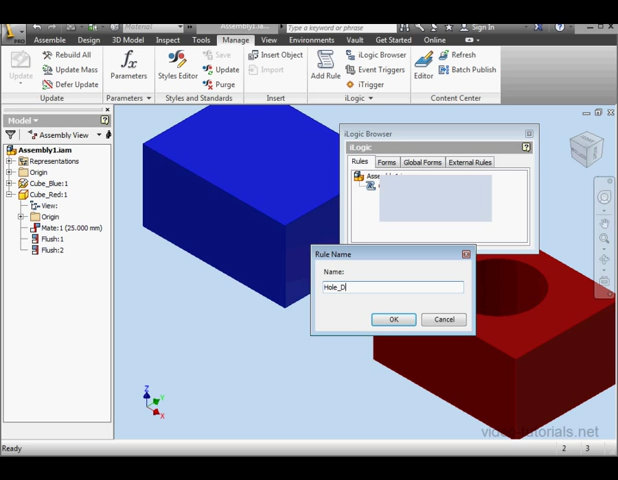 Material
Assembly1.iam
Type a keyword or phrase
Sign In
PRO
Assemble Design 3D Model Inspect Tools Manage View Environments Vault Get Started Online
Update
Rebuild All
Update Mass
Defer Update
Update
Parameters
Parameters
Styles Editor
Save
Update
Purge
Styles and Standards
Insert Object
Import
Insert
Add Rule
iLogic Browser
Event Triggers
iTrigger
iLogic
Editor
Refresh
Batch Publish
Content Center
Model
Assembly View
Assembly1.iam
Representations
Origin
Cube_Blue:1
Cube_Red:1
View:
Origin
Mate:1 (25.000 mm)
Flush:1
Flush:2
iLogic Browser
iLogic
Rules Forms Global Forms External Rules
Rule Name
Name:
Hole_D
OK Cancel
Z
Y
X
video-tutorials.net
Ready
2 3